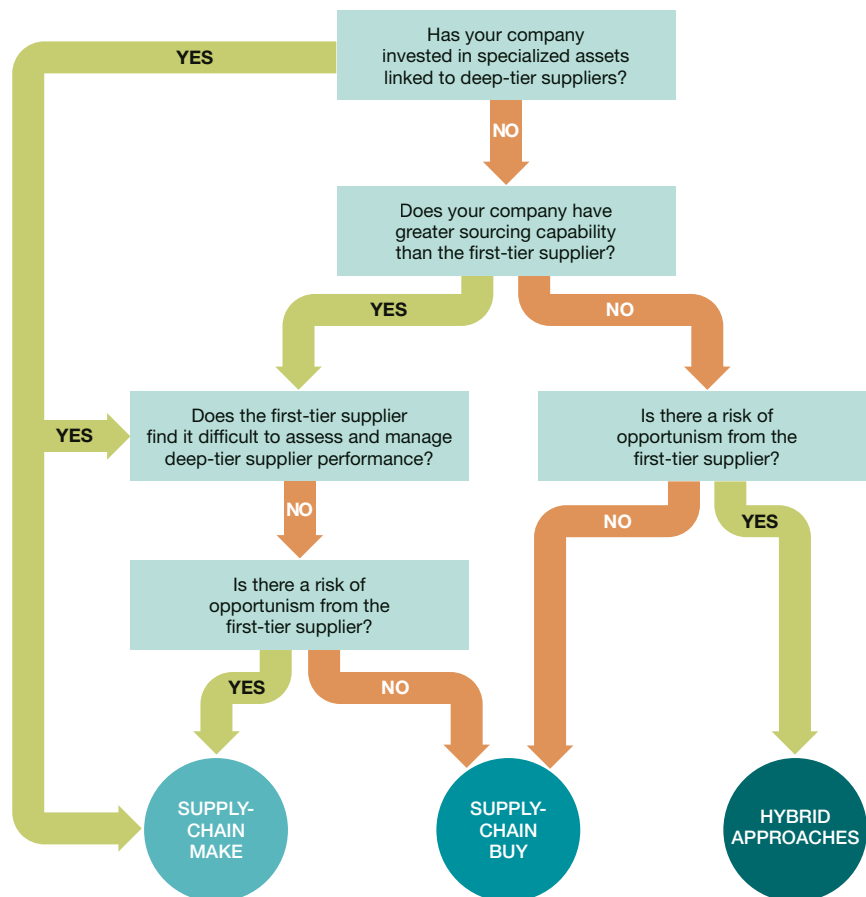 Has your company
invested in specialized assets
linked to deep-tier suppliers?
YES
NO
Does your company have
greater sourcing capability
than the first-tier supplier?
YES
NO
Does the first-tier supplier
find it difficult to assess and manage
deep-tier supplier performance?
YES
Is there a risk of
opportunism from the
first-tier supplier?
NO
NO
YES
Is there a risk of
opportunism from the
first-tier supplier?
YES
NO
SUPPLY-
CHAIN
MAKE
SUPPLY-
CHAIN
BUY
HYBRID
APPROACHES